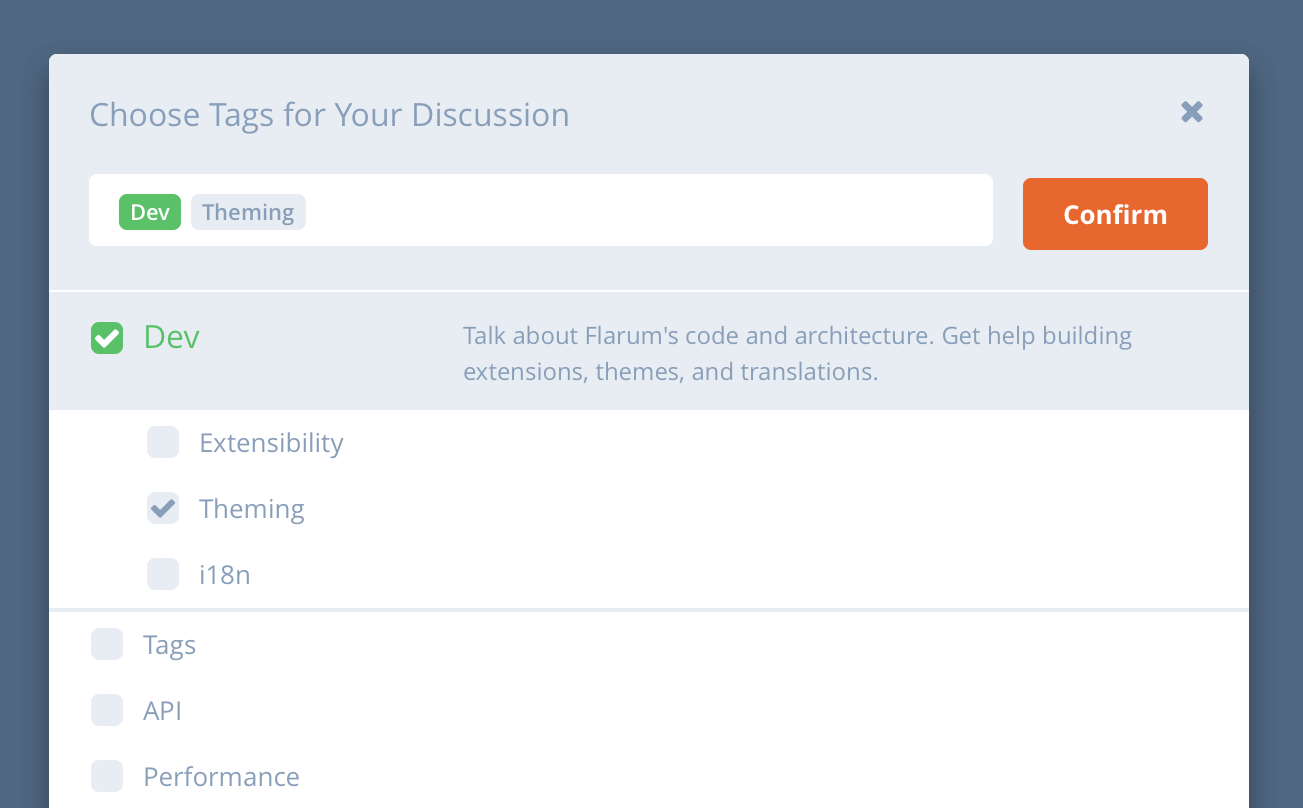 Choose Tags for Your Discussion
Dev Theming
Confirm
Dev
Talk about Flarum's code and architecture. Get help building
extensions, themes, and translations.
Extensibility
Theming
i18n
Tags
API
Performance